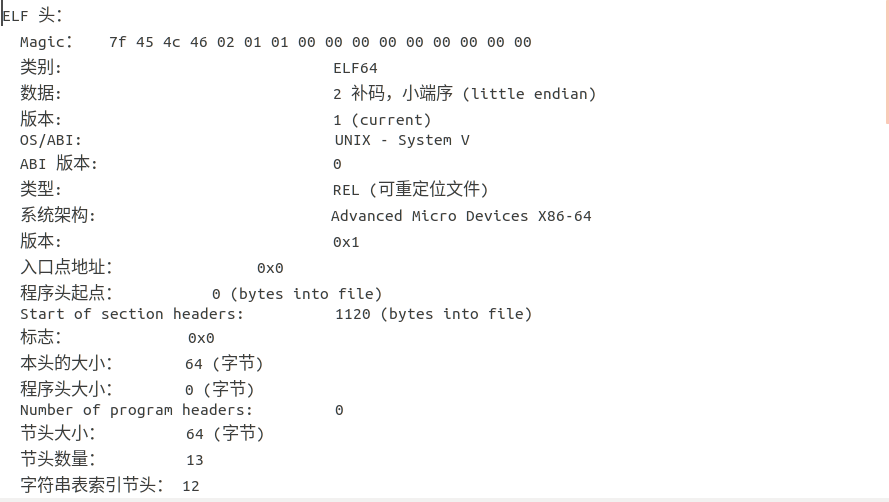 ELF 头：
Magic：  7f 45 4c 46 02 01 01 00 00 00 00 00 00 00 00 00
类别: ELF64
数据: 2 补码，小端序 (little endian)
版本: 1 (current)
OS/ABI: UNIX - System V
ABI 版本: 0
类型: REL (可重定位文件)
系统架构: Advanced Micro Devices X86-64
版本: 0x1
入口点地址： 0x0
程序头起点： 0 (bytes into file)
Start of section headers: 1120 (bytes into file)
标志： 0x0
本头的大小： 64 (字节)
程序头大小： 0 (字节)
Number of program headers: 0
节头大小： 64 (字节)
节头数量： 13
字符串表索引节头： 12